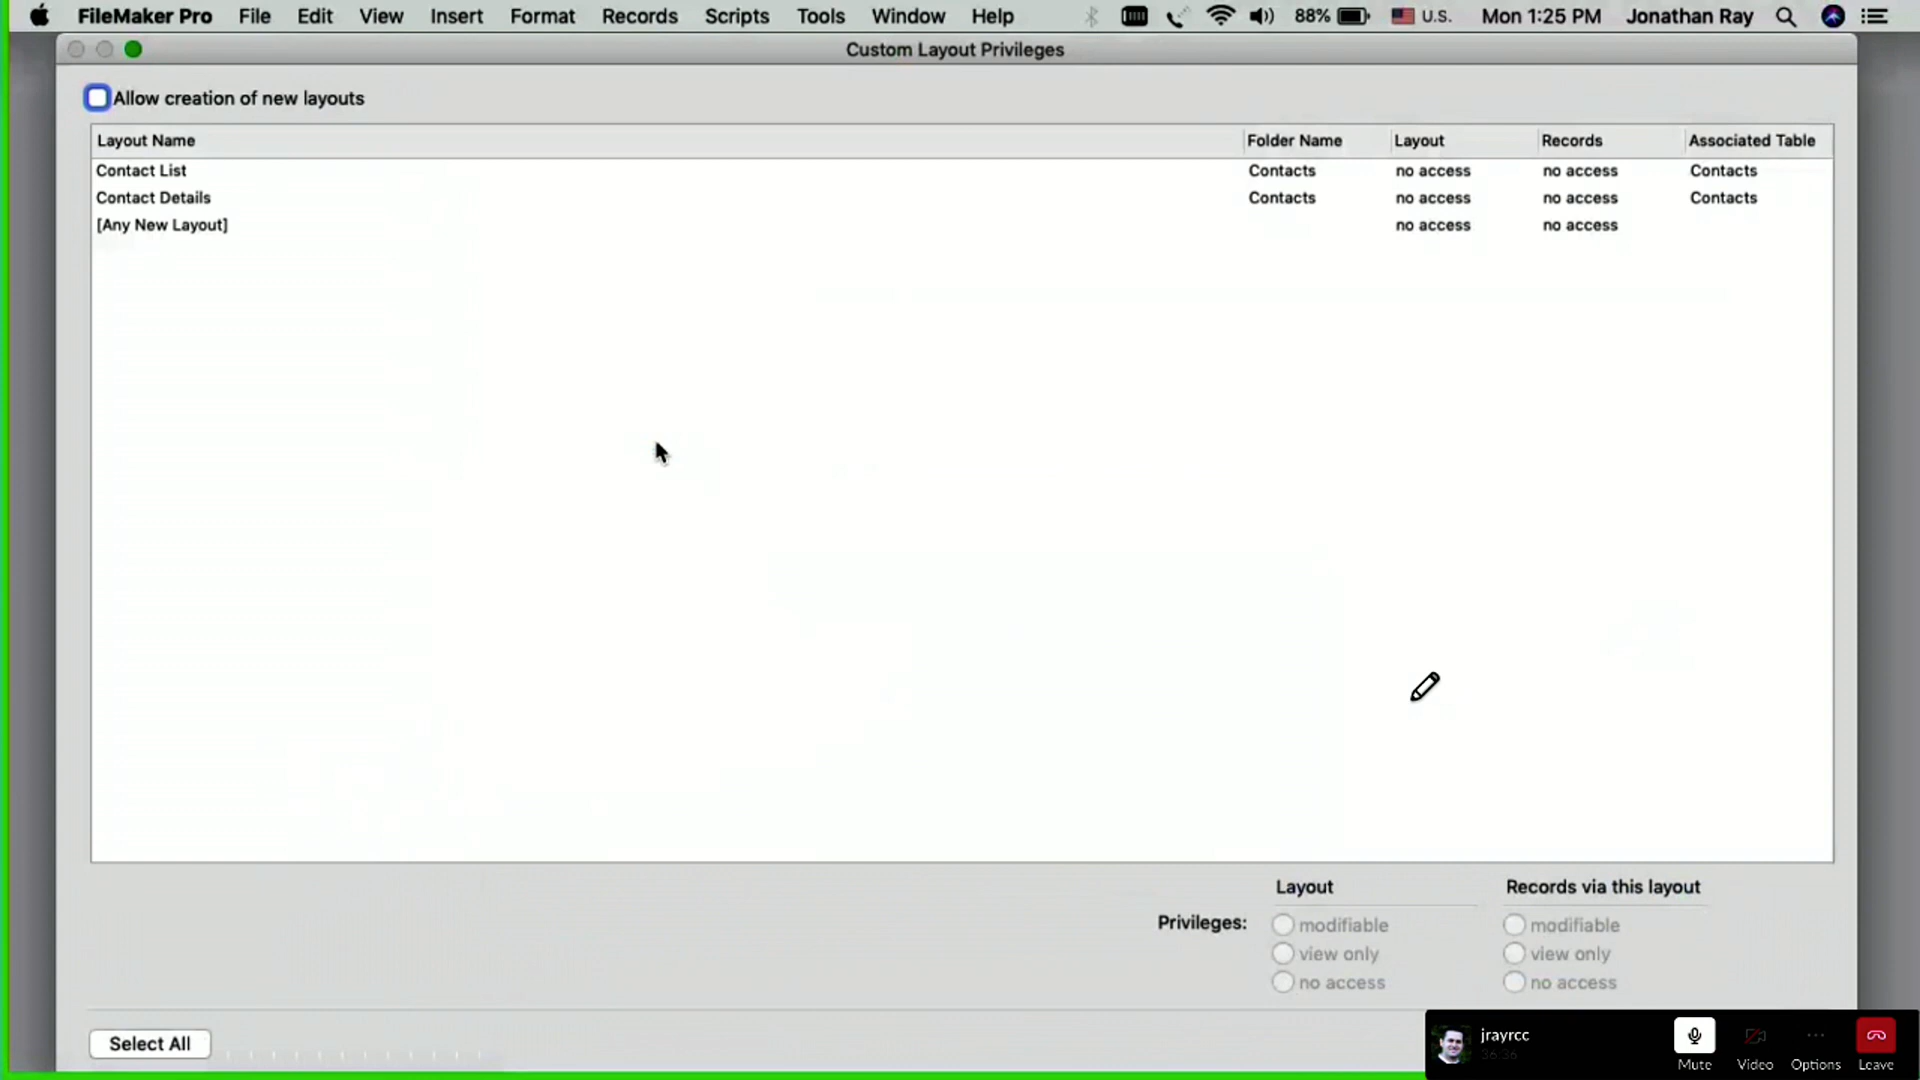 FileMaker Pro File Edit View Insert Format Records Scripts Tools Window Help 88% U.S. Mon 1:25 PM Jonathan Ray
Custom Layout Privileges
Allow creation of new layouts
Layout Name Folder Name Layout Records Associated Table
Contact List Contacts no access no access Contacts
Contact Details Contacts no access no access Contacts
[Any New Layout] no access no access
Layout Records via this layout
Privileges: modifiable modifiable
view only view only
no access no access
Select All
jrayrcc
36:36
Mute Video Options Leave